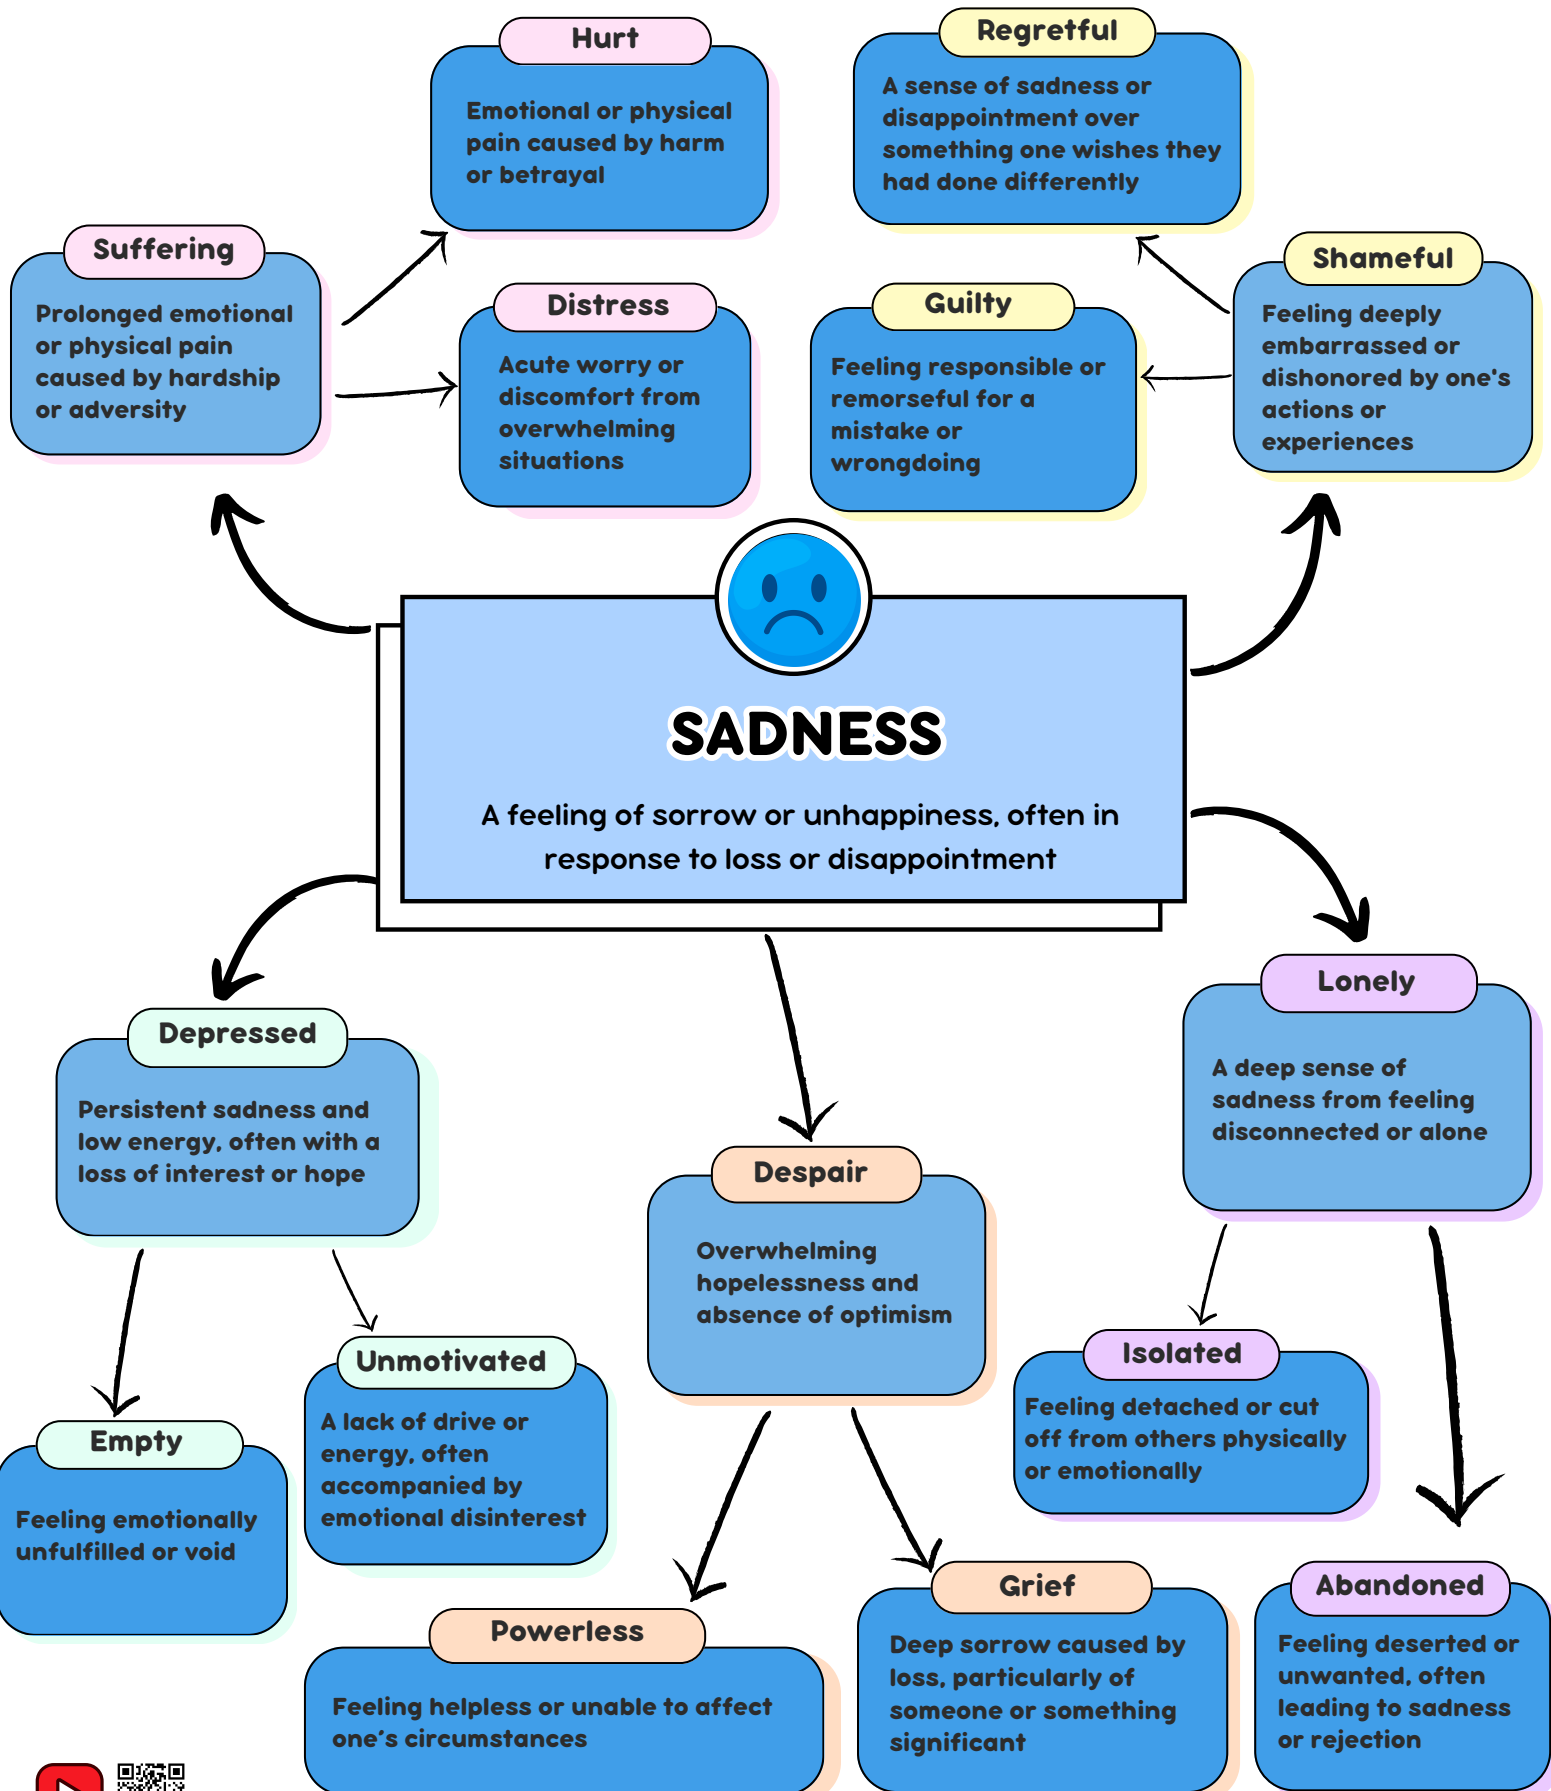 Hurt
Emotional or physical
pain caused by harm
or betrayal
Regretful
A sense of sadness or
disappointment over
something one wishes they
had done differently
Suffering
Prolonged emotional
or physical pain
caused by hardship
or adversity
Distress
Acute worry or
discomfort from
overwhelming
situations
Guilty
Feeling responsible or
remorseful for a
mistake or
wrongdoing
Shameful
Feeling deeply
embarrassed or
dishonored by one's
actions or
experiences
SADNESS
A feeling of sorrow or unhappiness, often in
response to loss or disappointment
Depressed
Persistent sadness and
low energy, often with a
loss of interest or hope
Despair
Overwhelming
hopelessness and
absence of optimism
Lonely
A deep sense of
sadness from feeling
disconnected or alone
Empty
Feeling emotionally
unfulfilled or void
Unmotivated
A lack of drive or
energy, often
accompanied by
emotional disinterest
Isolated
Feeling detached or cut
off from others physically
or emotionally
Powerless
Feeling helpless or unable to affect
one's circumstances
Grief
Deep sorrow caused by
loss, particularly of
someone or something
significant
Abandoned
Feeling deserted or
unwanted, often
leading to sadness
or rejection